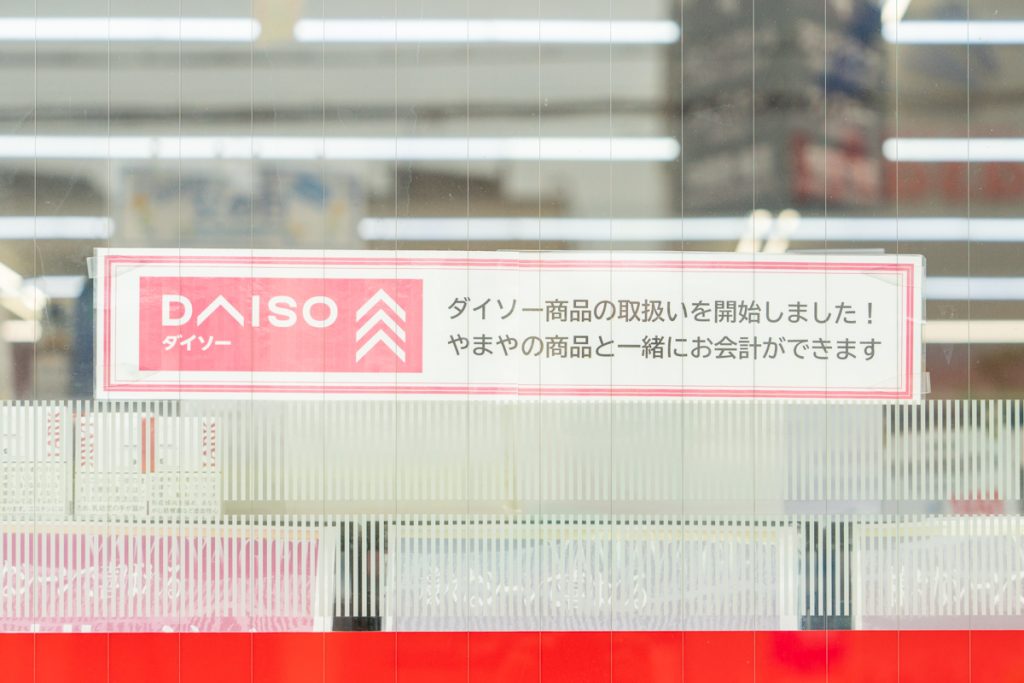 DAISO
ダイソー
ダイソー商品の取扱いを開始しました！
やまやの商品と一緒にお会計ができます